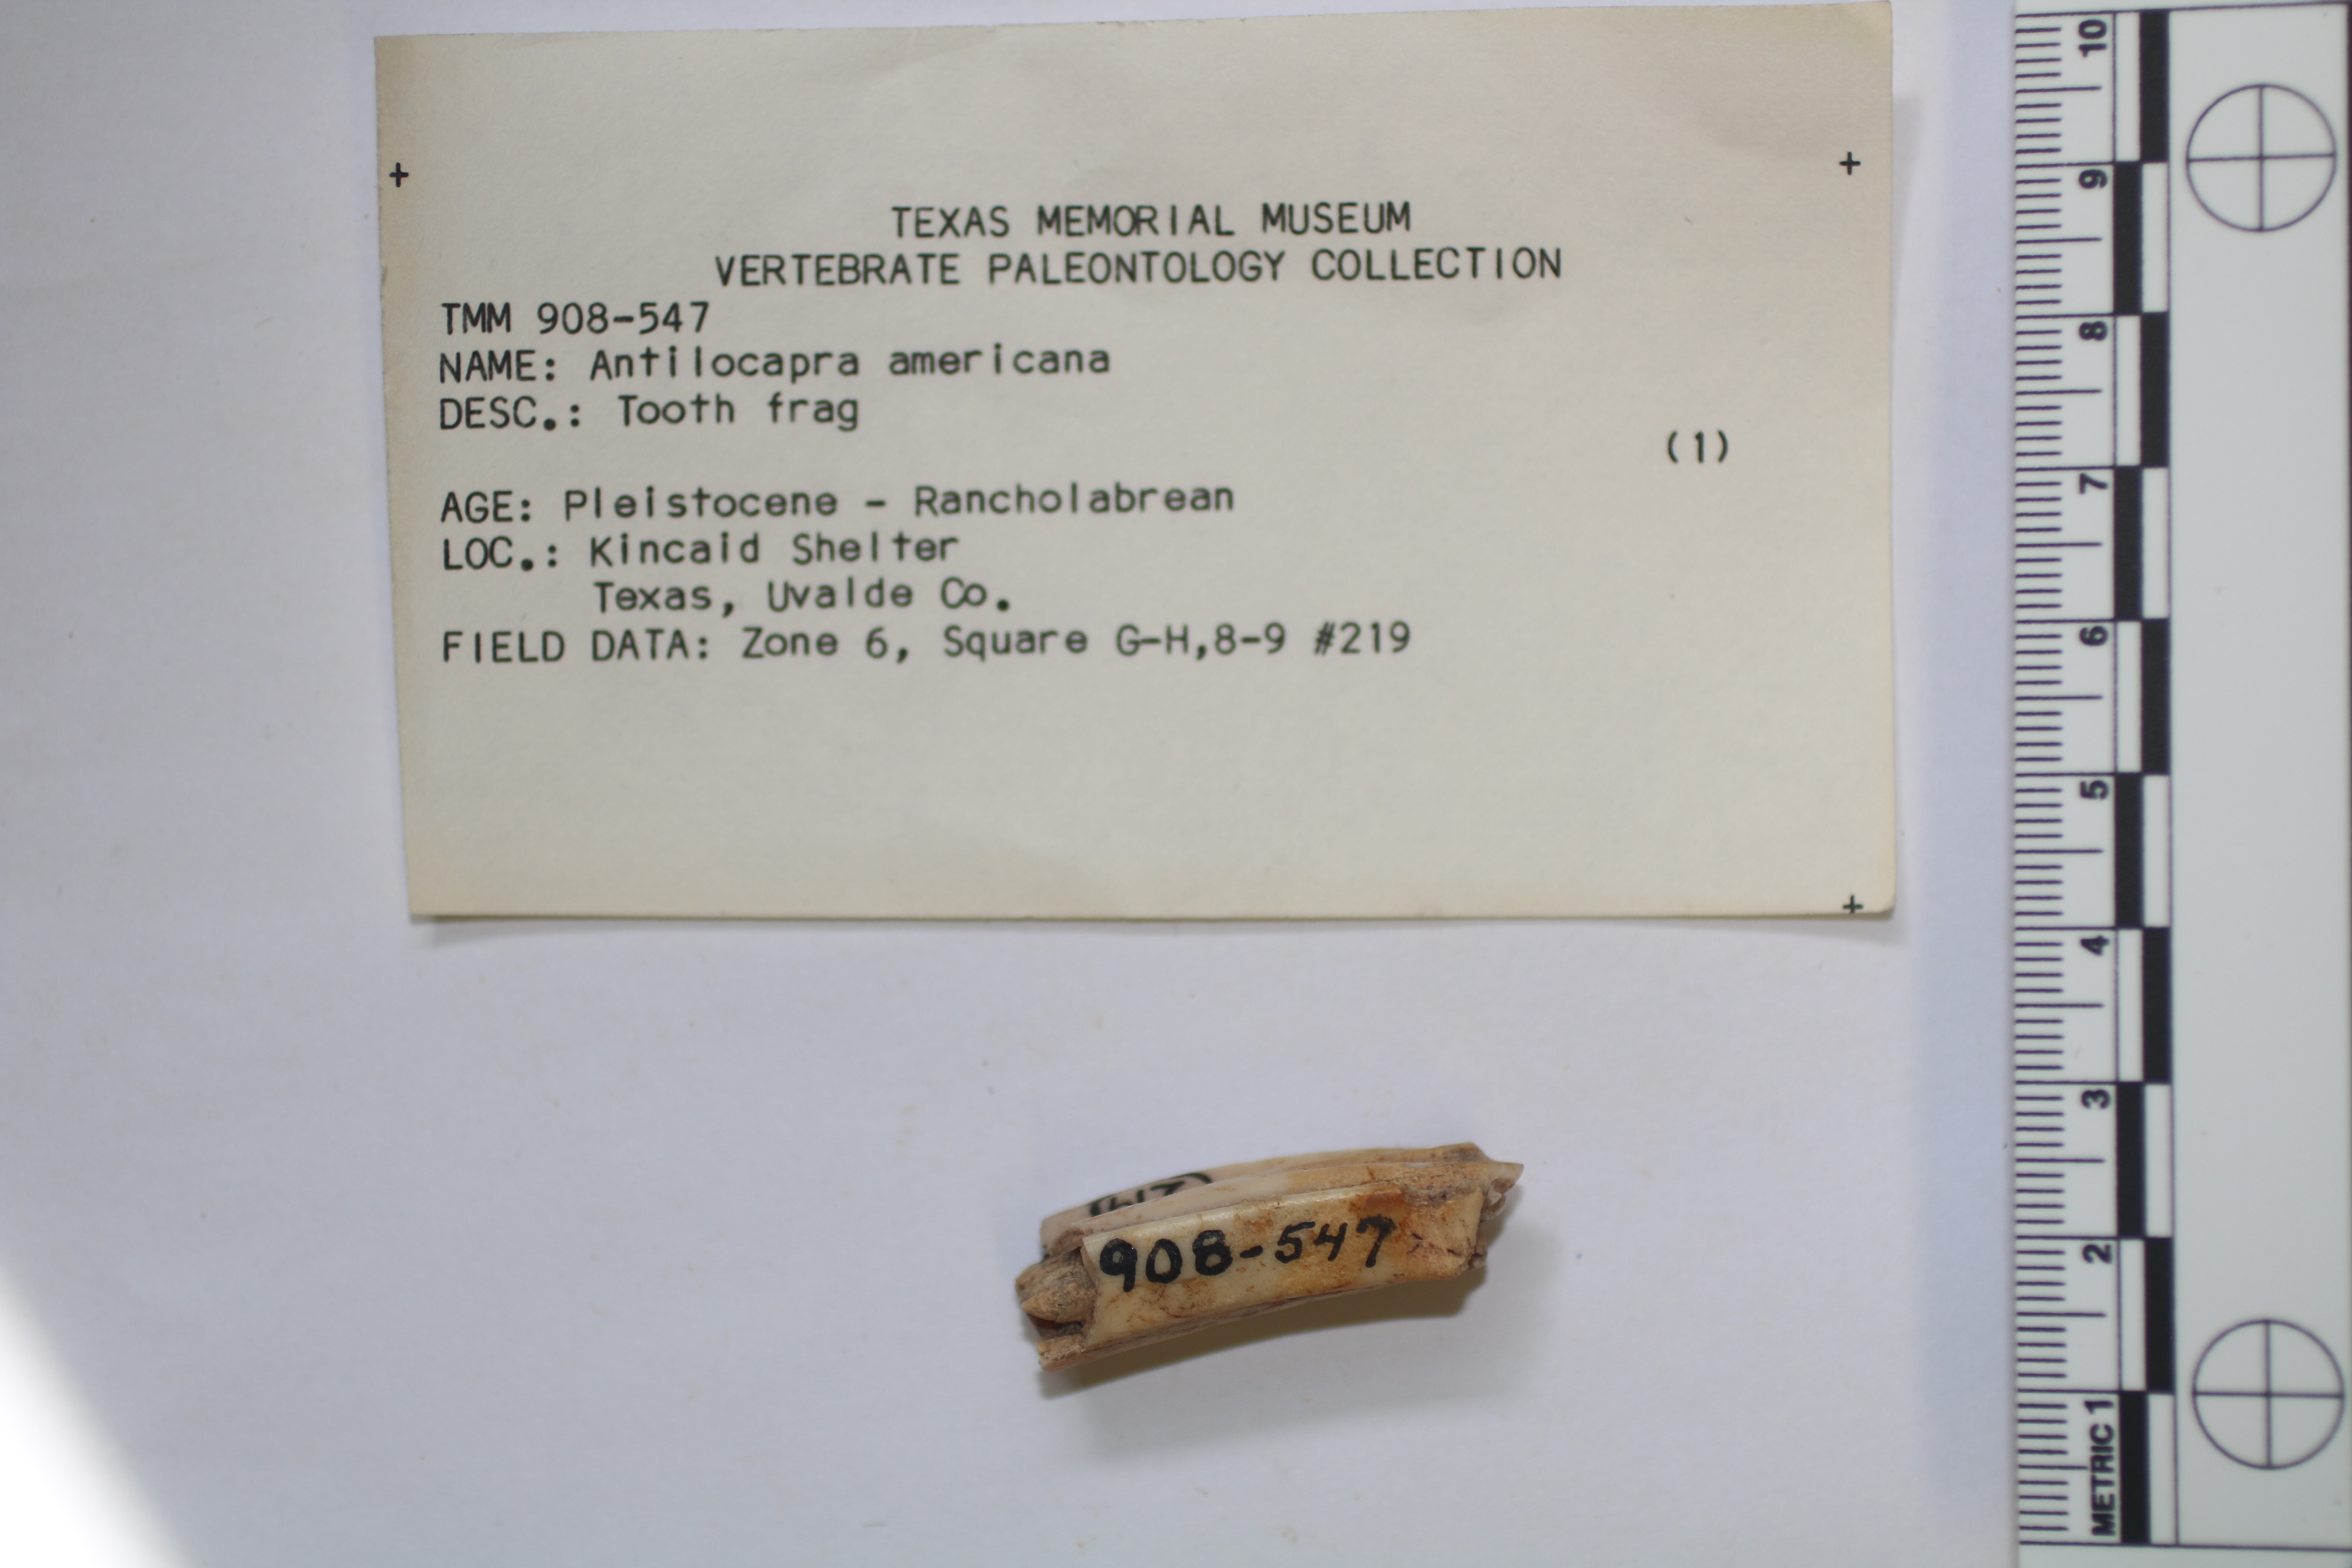 TEXAS MEMORIAL MUSEUM
VERTEBRATE PALEONTOLOGY COLLECTION
TMM 908-547
NAME: Antilocapra americana
DESC.: Tooth frag
(1)
AGE: Pleistocene - Rancholabrean
LOC.: Kincaid Shelter
Texas, Uvalde Co.
FIELD DATA: Zone 6, Square G-H,8-9 #219
908-547
10
9
8
7
6
5
4
3
2
METRIC 1